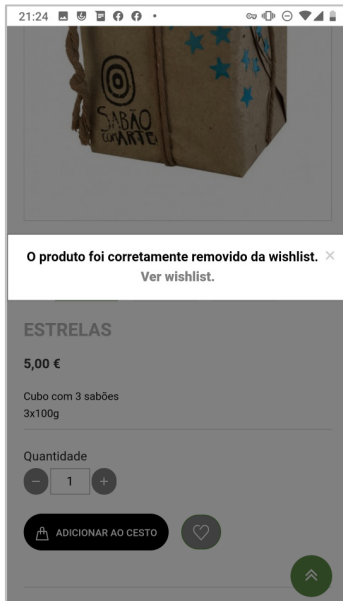 21:24
SABÃO
COM ARTE
O produto foi corretamente removido da wishlist. ×
Ver wishlist.
ESTRELAS
5,00 €
Cubo com 3 sabões
3x100g
Quantidade
− 1 +
ADICIONAR AO CESTO